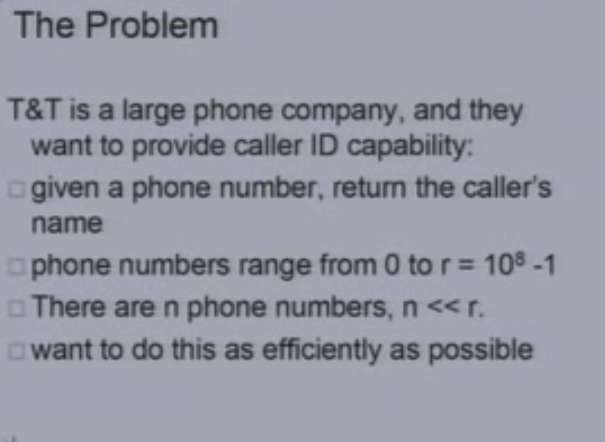 The Problem
T&T is a large phone company, and they
want to provide caller ID capability:
given a phone number, return the caller's
name
phone numbers range from 0 to r = 10⁸ -1
There are n phone numbers, n << r.
want to do this as efficiently as possible